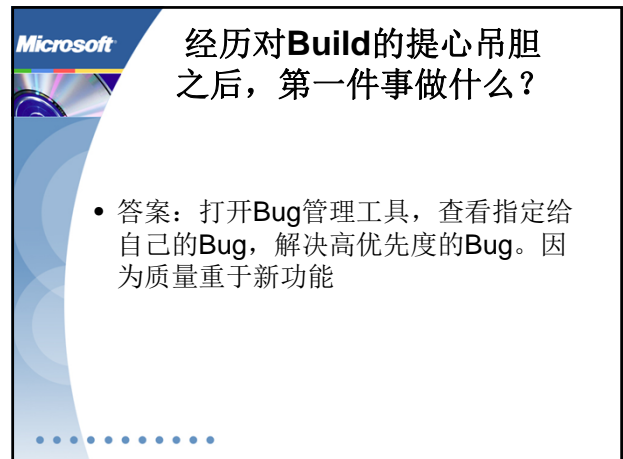 Microsoft
经历对Build的提心吊胆
之后，第一件事做什么？
• 答案：打开Bug管理工具，查看指定给
自己的Bug，解决高优先度的Bug。因
为质量重于新功能